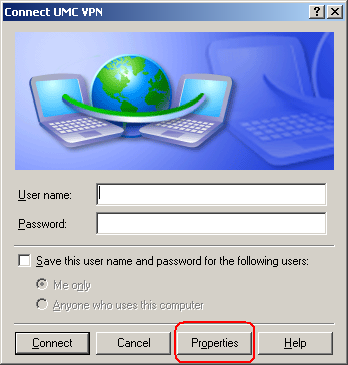 Connect UMC VPN
User name:
Password:
Save this user name and password for the following users:
Me only
Anyone who uses this computer
Connect Cancel Properties Help